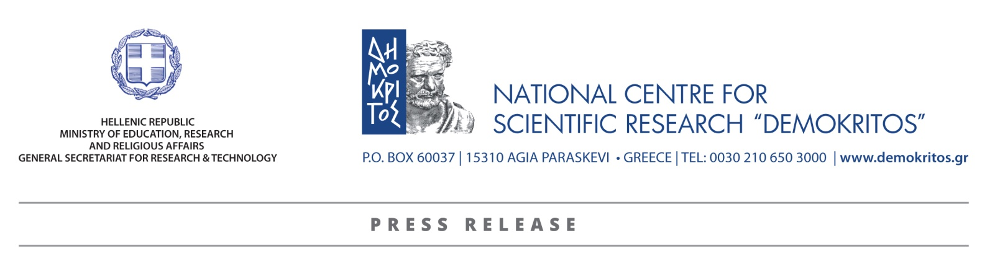 HELLENIC REPUBLIC
MINISTRY OF EDUCATION, RESEARCH
AND RELIGIOUS AFFAIRS
GENERAL SECRETARIAT FOR RESEARCH & TECHNOLOGY
ΔΗ
ΜΟ
ΚΡΙ
ΤΟΣ
ΔΗΜΟΚΡΙΤΟΣ
NATIONAL CENTRE FOR
SCIENTIFIC RESEARCH “DEMOKRITOS”
P.O. BOX 60037 | 15310 AGIA PARASKEVI • GREECE | TEL: 0030 210 650 3000 | www.demokritos.gr
PRESS RELEASE